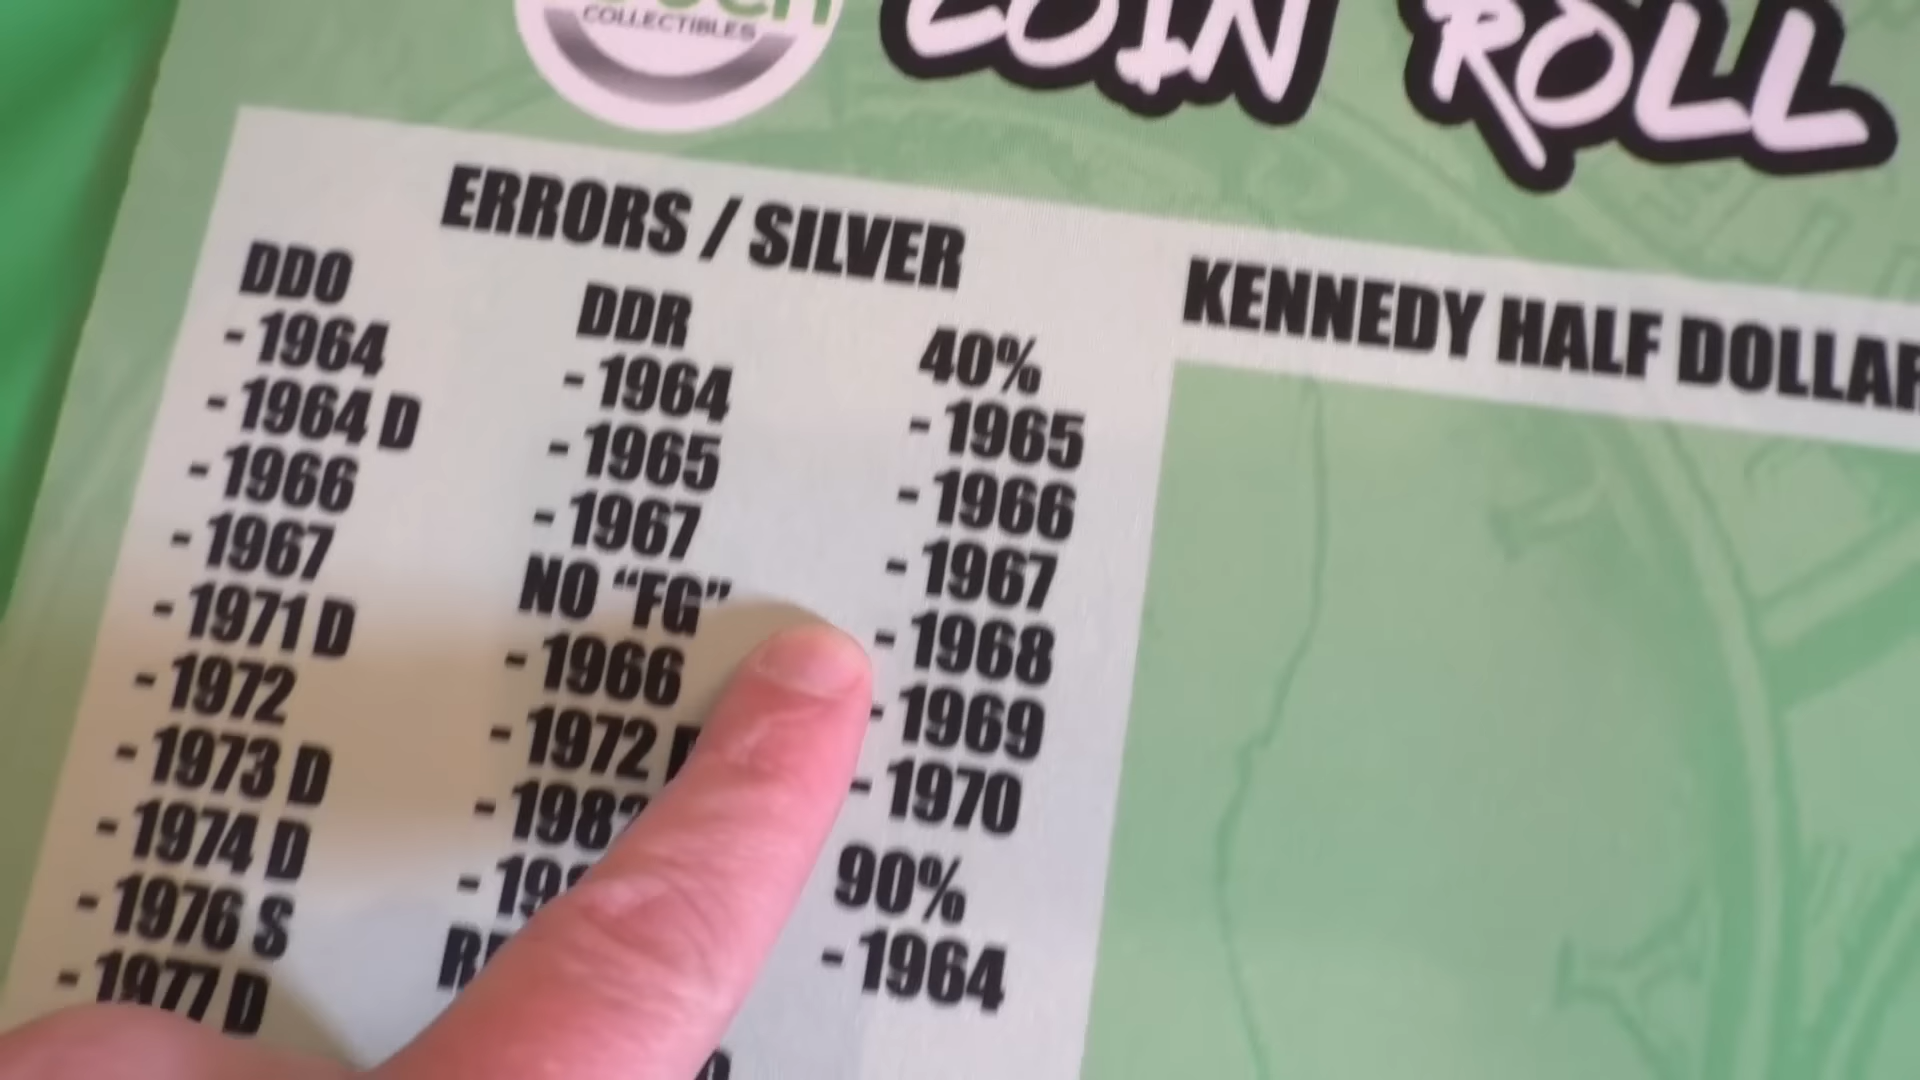 COLLECTIBLES
COIN ROLL
ERRORS / SILVER
DDO
- 1964
- 1964 D
- 1966
- 1967
- 1971 D
- 1972
- 1973 D
- 1974 D
- 1976 S
- 1977 D
DDR
- 1964
- 1965
- 1967
NO “FG”
- 1966
- 1972
40%
- 1965
- 1966
- 1967
- 1968
- 1969
- 1970
90%
- 1964
KENNEDY HALF